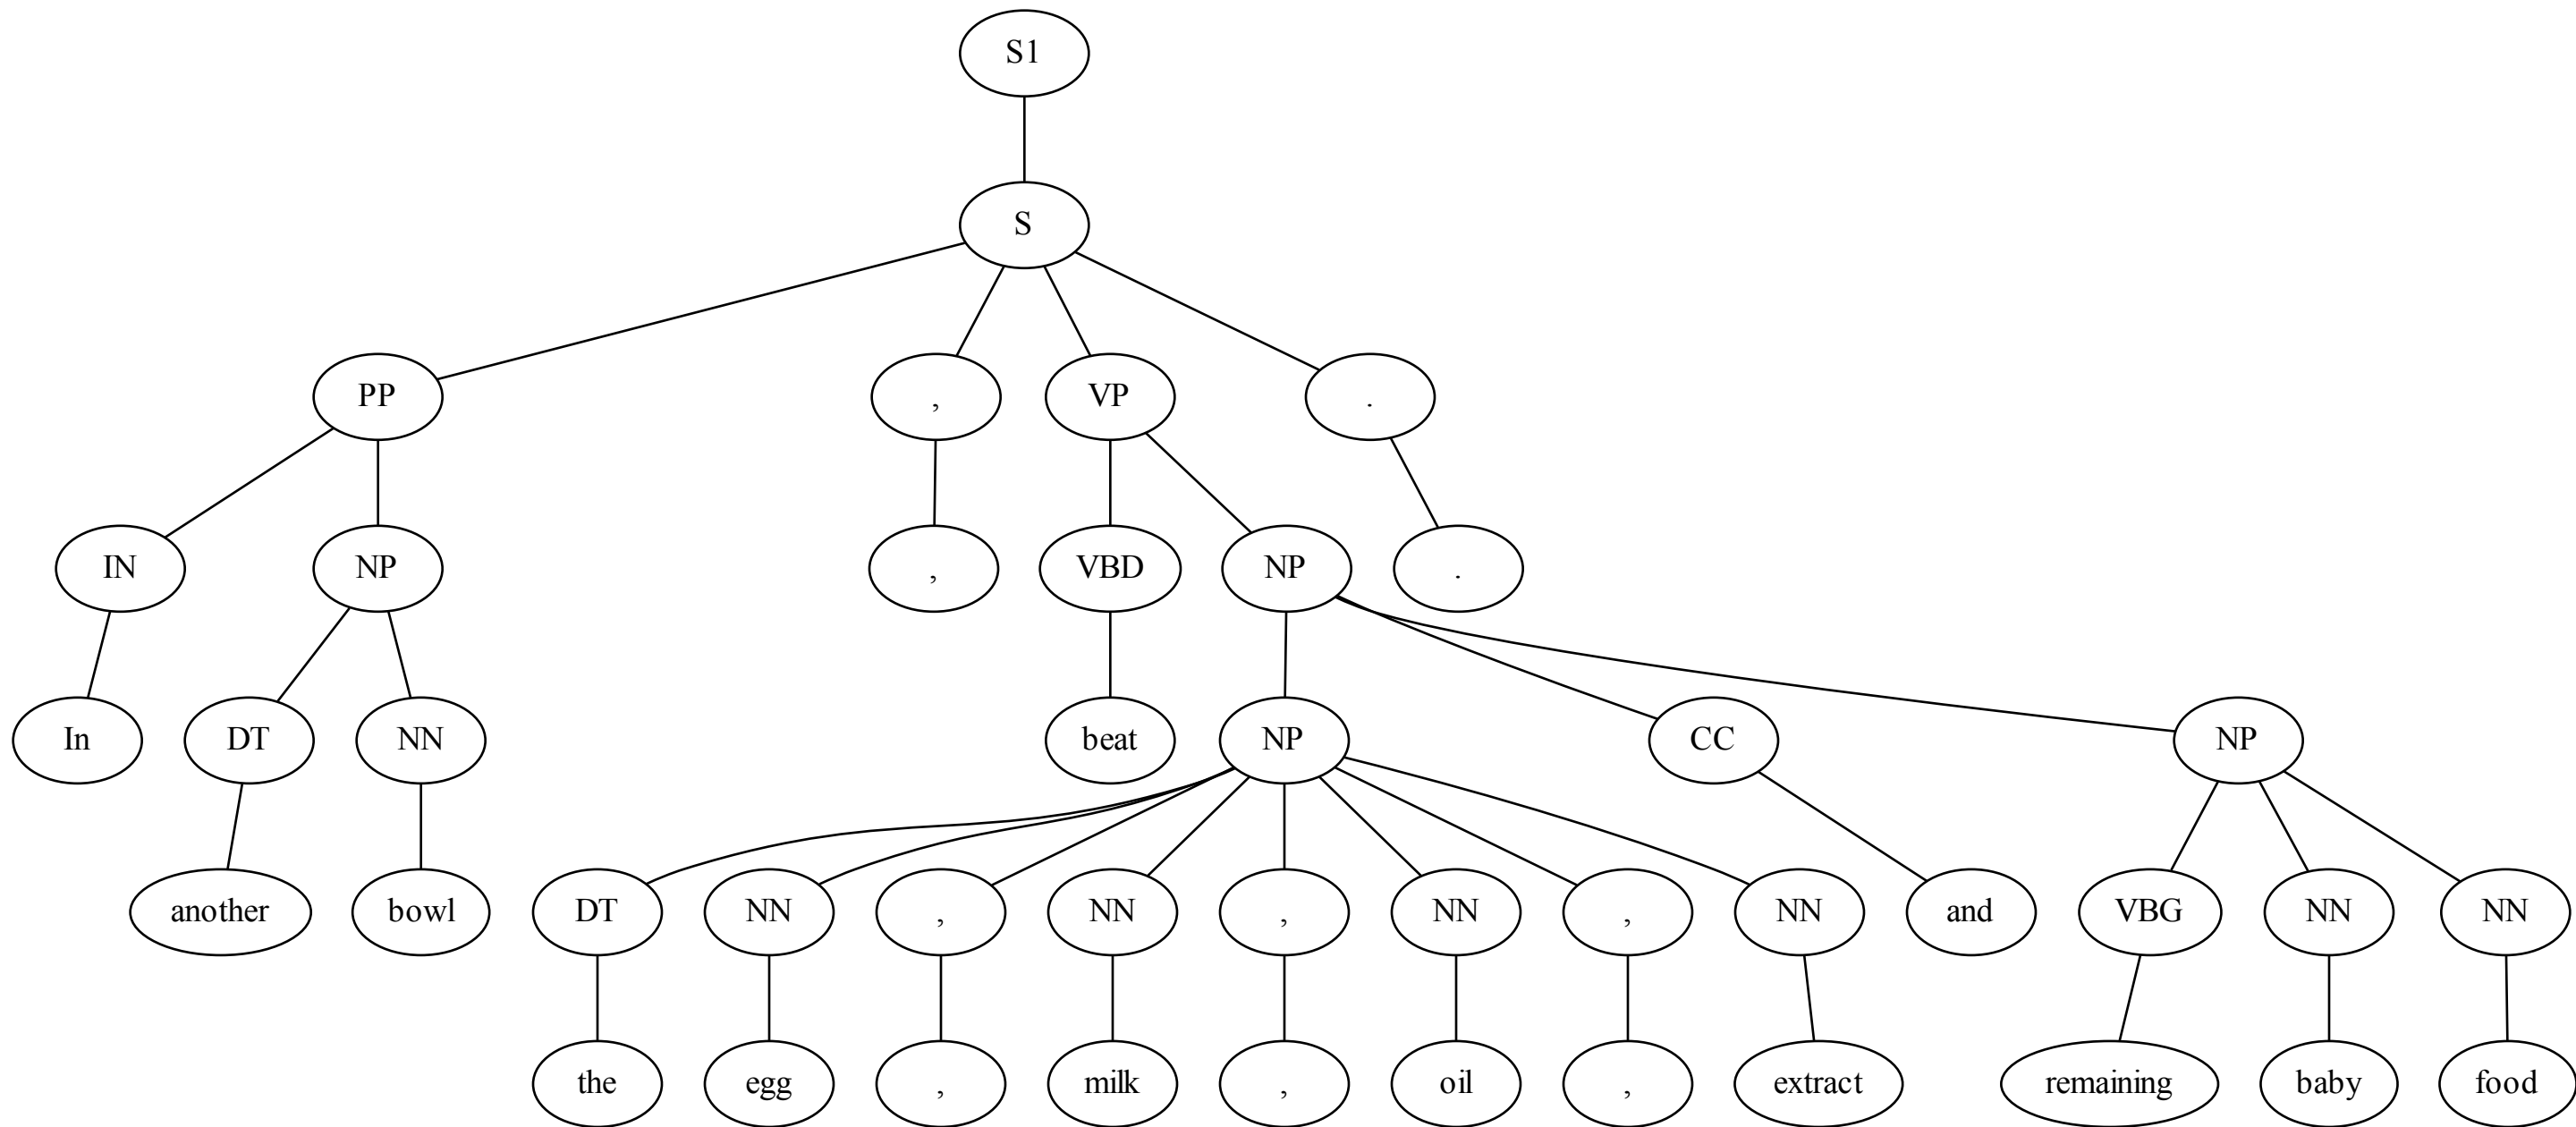 S1
S
PP , VP .
IN NP , VBD NP .
In DT NN beat NP CC NP
another bowl DT NN , NN , NN , NN and VBG NN NN
the egg , milk , oil , extract remaining baby food